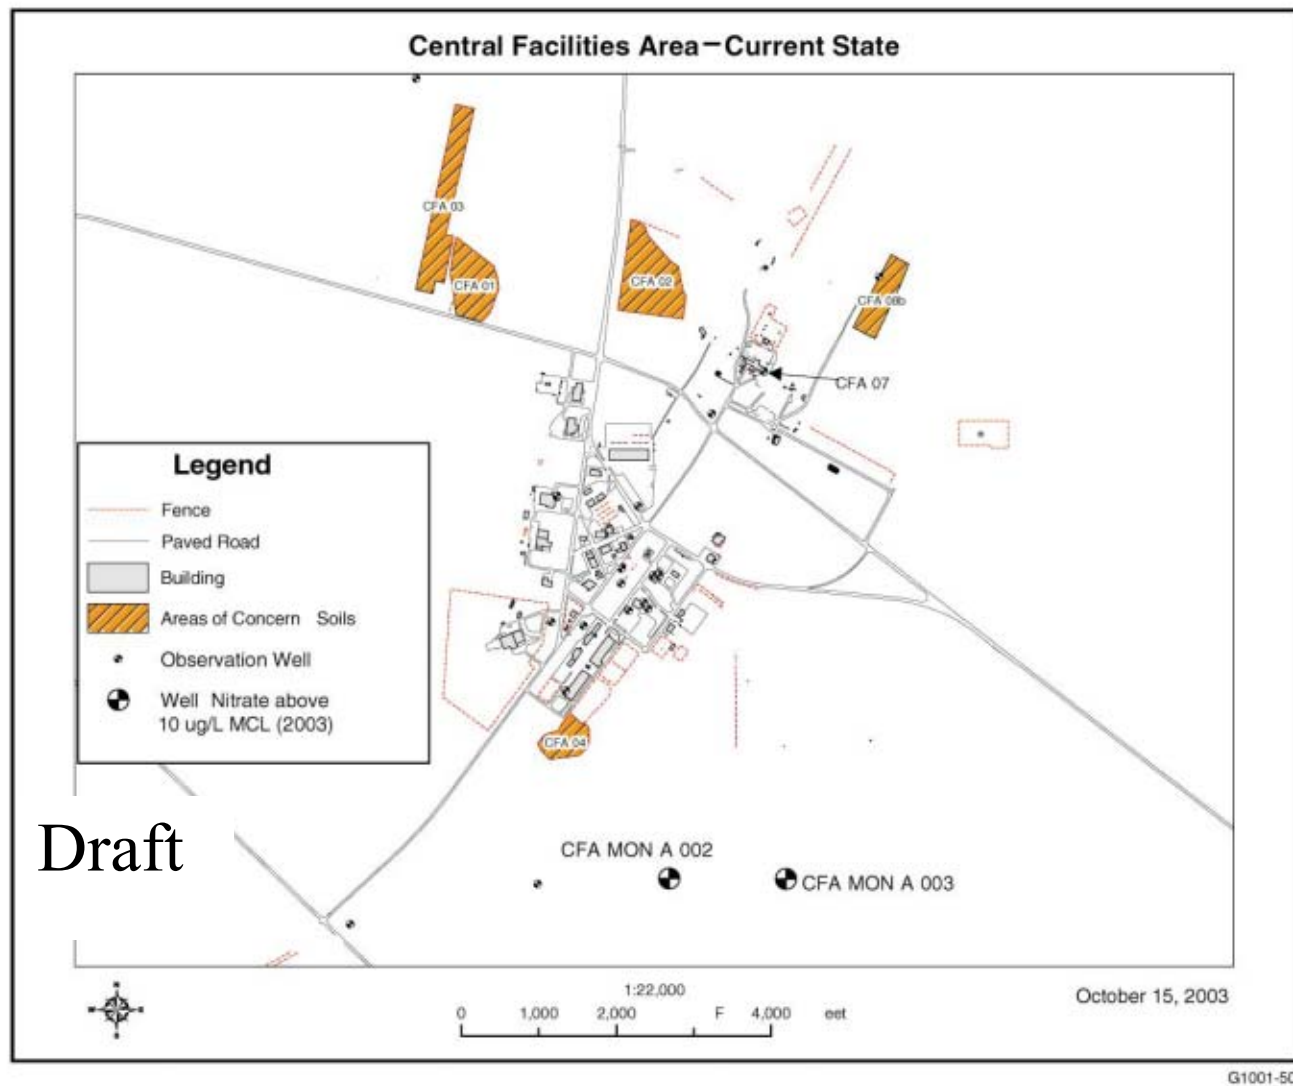 Central Facilities Area – Current State
CFA 03
CFA 01
CFA 02
CFA 08b
CFA 07
Legend
Fence
Paved Road
Building
Areas of Concern Soils
Observation Well
Well Nitrate above
10 ug/L MCL (2003)
CFA 04
Draft
CFA MON A 002
CFA MON A 003
1:22,000
0 1,000 2,000 F 4,000 eet
October 15, 2003
G1001-50